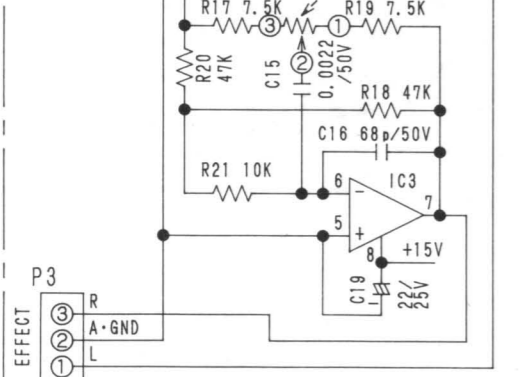 R17 7.5K
③
①
R19 7.5K
R20
47K
C15
②
0.0022
/50V
R18 47K
C16 68p/50V
R21 10K
6
−
IC3
7
5
+
8
+15V
C19
22/
25V
P3
EFFECT
③
R
②
A·GND
①
L